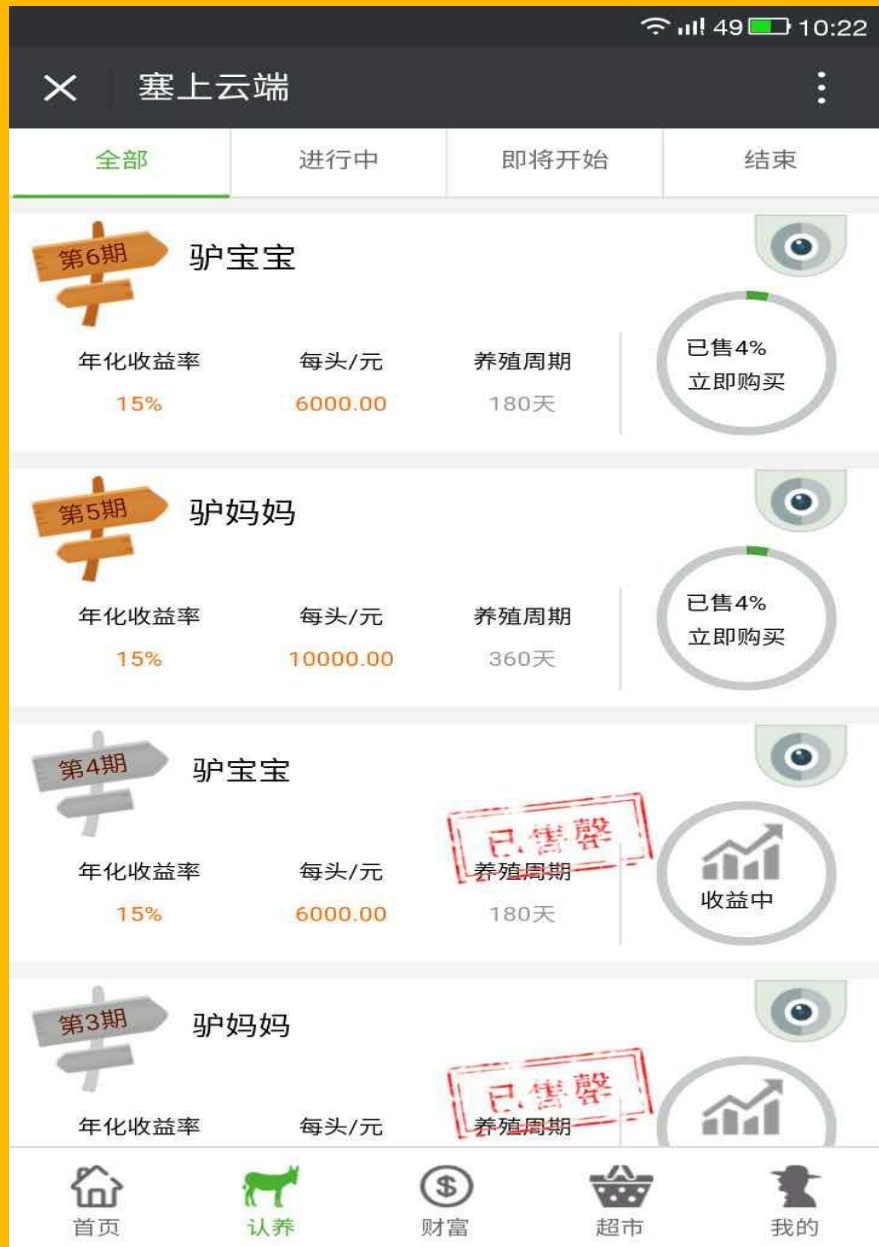 49 10:22
塞上云端
全部 进行中 即将开始 结束
第6期 驴宝宝
年化收益率 每头/元 养殖周期 已售4%
15% 6000.00 180天 立即购买
第5期 驴妈妈
年化收益率 每头/元 养殖周期 已售4%
15% 10000.00 360天 立即购买
第4期 驴宝宝
已售罄
年化收益率 每头/元 养殖周期
15% 6000.00 180天 收益中
第3期 驴妈妈
已售罄
年化收益率 每头/元 养殖周期
首页 认养 财富 超市 我的